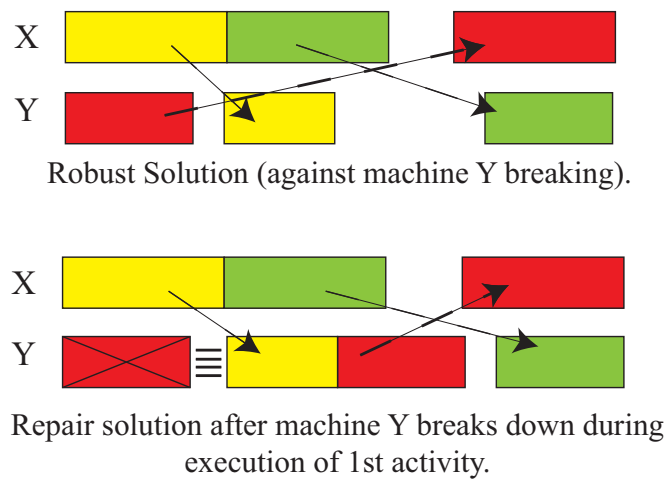 X
Y
Robust Solution (against machine Y breaking).
X
Y
Repair solution after machine Y breaks down during
execution of 1st activity.